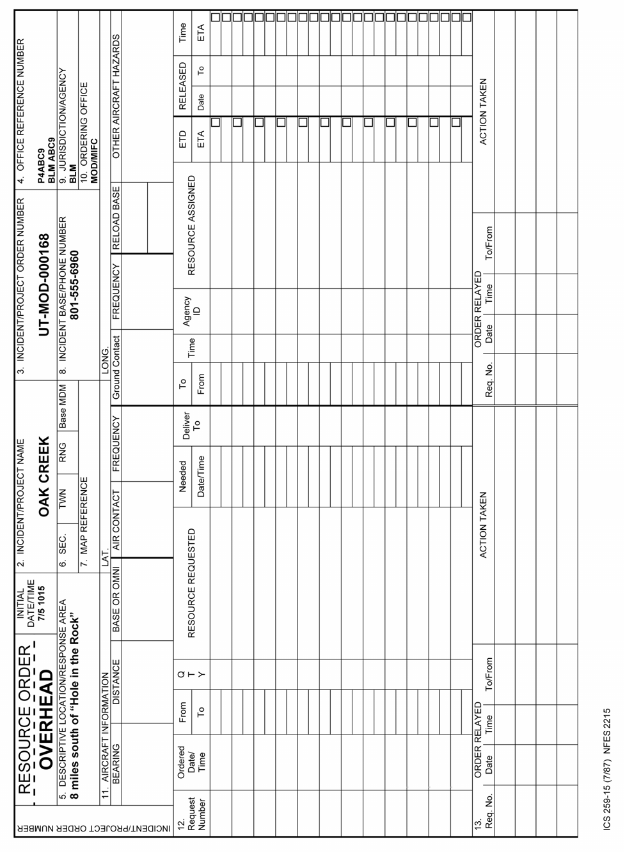 INCIDENT/PROJECT ORDER NUMBER
RESOURCE ORDER
OVERHEAD
INITIAL
DATE/TIME
7/5 1015
2. INCIDENT/PROJECT NAME
OAK CREEK
3. INCIDENT/PROJECT ORDER NUMBER
UT-MOD-000168
4. OFFICE REFERENCE NUMBER
P4ABC9
BLM ABC9
5. DESCRIPTIVE LOCATION/RESPONSE AREA
8 miles south of "Hole in the Rock"
6. SEC. TWN RNG Base MDM
7. MAP REFERENCE
8. INCIDENT BASE/PHONE NUMBER
801-555-6960
9. JURISDICTION/AGENCY
BLM
10. ORDERING OFFICE
MOD/MIFC
11. AIRCRAFT INFORMATION
LAT. LONG.
BEARING DISTANCE BASE OR OMNI AIR CONTACT FREQUENCY Ground Contact FREQUENCY RELOAD BASE OTHER AIRCRAFT HAZARDS
12.
Request
Number
Ordered
Date/
Time
From
To
Q
T
Y
RESOURCE REQUESTED
Needed
Date/Time
Deliver
To
To
From
Time
Agency
ID
RESOURCE ASSIGNED
ETD
ETA
RELEASED
Date To
Time
ETA
13. ORDER RELAYED
Req. No. Date Time To/From
ACTION TAKEN
ORDER RELAYED
Req. No. Date Time To/From
ACTION TAKEN
ICS 259-15 (7/87) NFES 2215